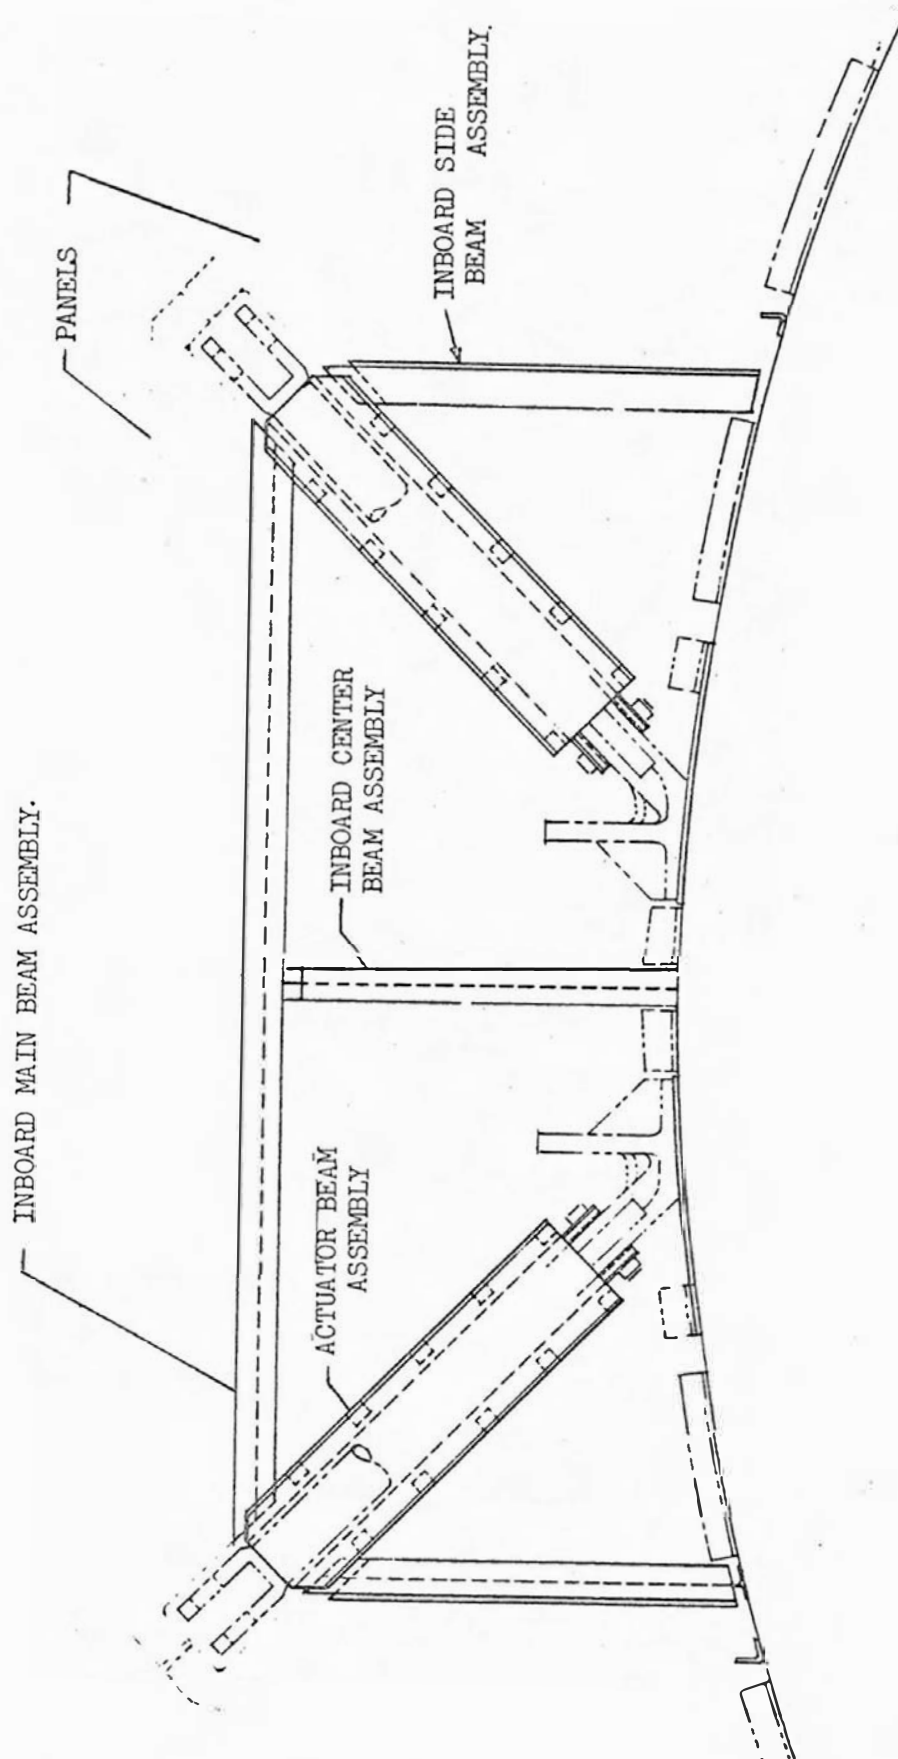 INBOARD MAIN BEAM ASSEMBLY.
PANELS
INBOARD SIDE
BEAM ASSEMBLY.
INBOARD CENTER
BEAM ASSEMBLY
ACTUATOR BEAM
ASSEMBLY